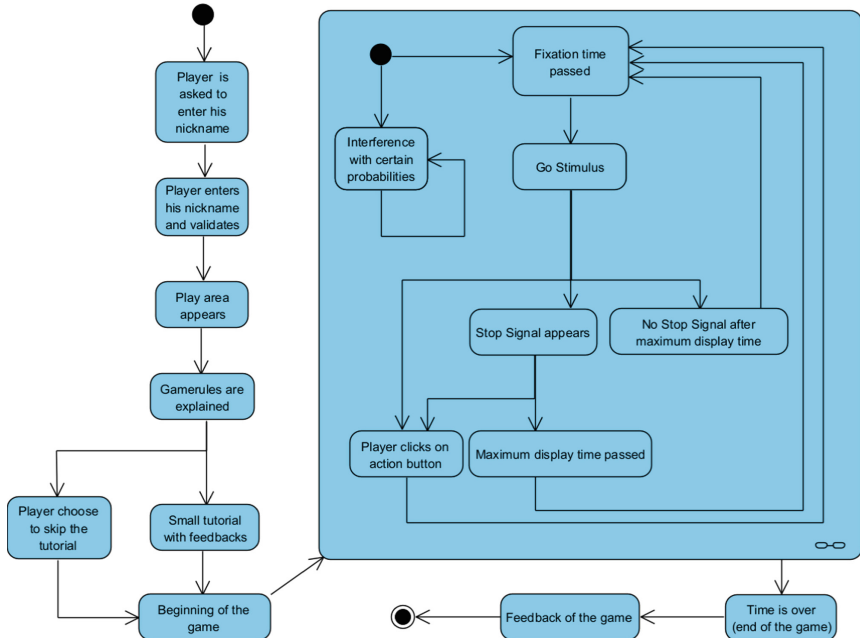 Player is
asked to
enter his
nickname
Player enters
his nickname
and validates
Play area
appears
Gamerules are
explained
Player choose
to skip the
tutorial
Small tutorial
with feedbacks
Beginning of the
game
Fixation time
passed
Interference
with certain
probabilities
Go Stimulus
Stop Signal appears
No Stop Signal after
maximum display time
Player clicks on
action button
Maximum display time passed
Time is over
(end of the game)
Feedback of the game